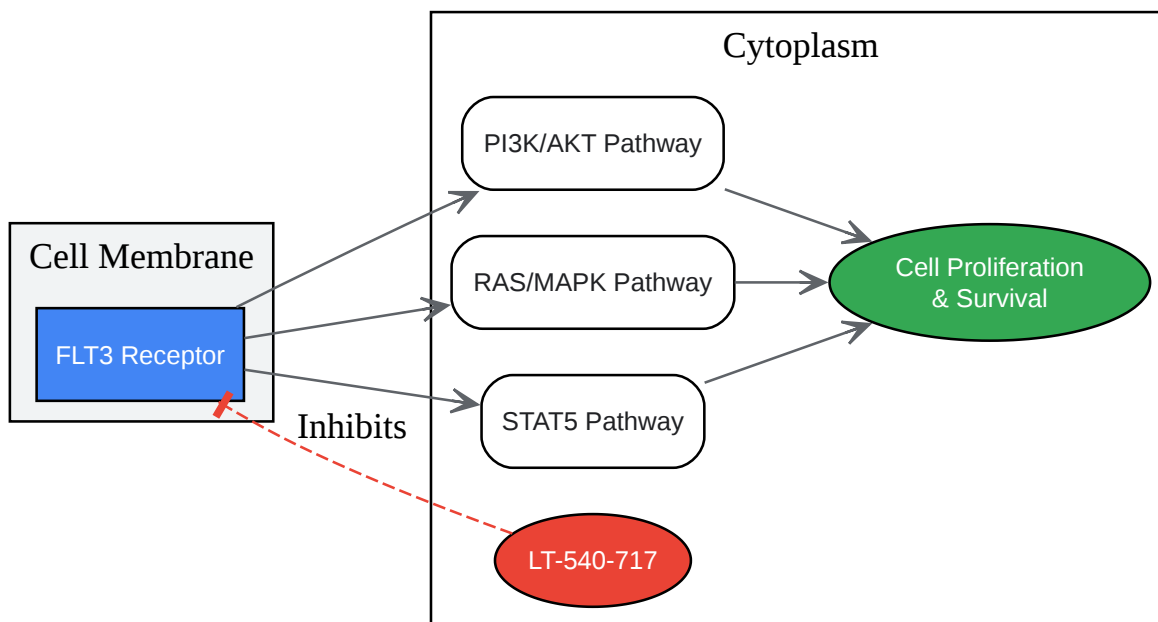 Cytoplasm
PI3K/AKT Pathway
Cell Membrane
RAS/MAPK Pathway
Cell Proliferation
& Survival
FLT3 Receptor
Inhibits
STAT5 Pathway
LT-540-717